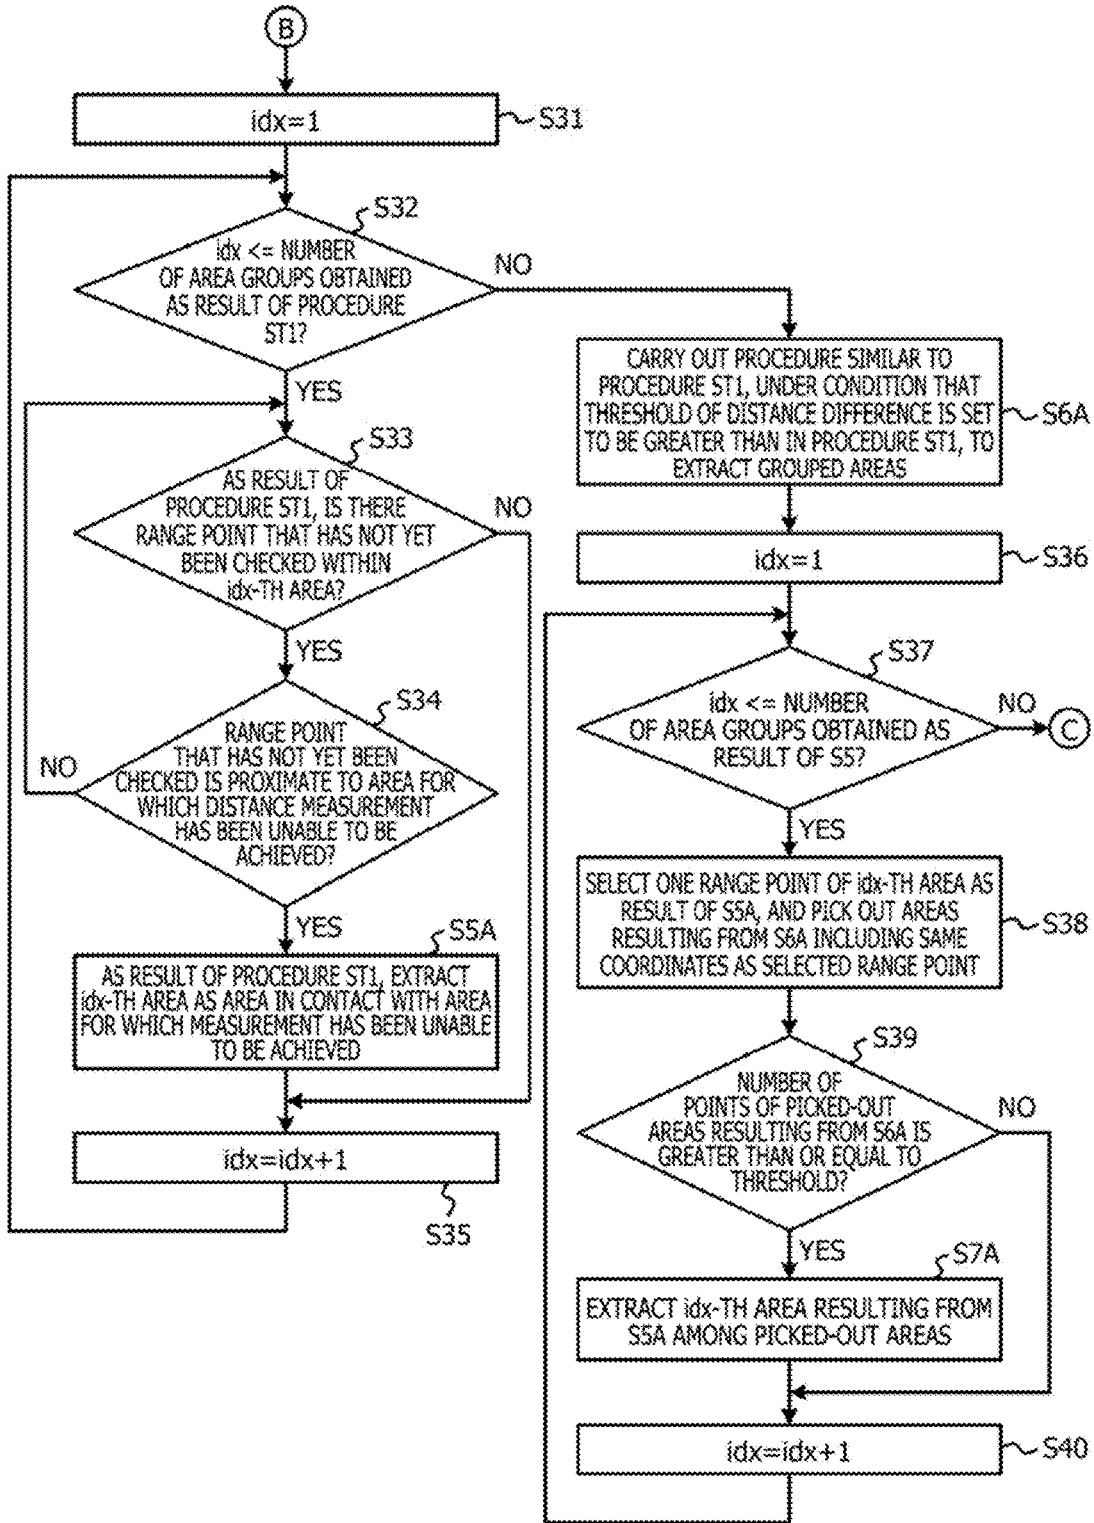 B
idx=1
S31
S32
idx <= NUMBER
OF AREA GROUPS OBTAINED
AS RESULT OF PROCEDURE
ST1?
NO
YES
S33
AS RESULT OF
PROCEDURE ST1, IS THERE
RANGE POINT THAT HAS NOT YET
BEEN CHECKED WITHIN
idx-TH AREA?
NO
YES
S34
RANGE POINT
THAT HAS NOT YET BEEN
CHECKED IS PROXIMATE TO AREA FOR
WHICH DISTANCE MEASUREMENT
HAS BEEN UNABLE TO BE
ACHIEVED?
NO
YES
S5A
AS RESULT OF PROCEDURE ST1, EXTRACT
idx-TH AREA AS AREA IN CONTACT WITH AREA
FOR WHICH MEASUREMENT HAS BEEN UNABLE
TO BE ACHIEVED
idx=idx+1
S35
CARRY OUT PROCEDURE SIMILAR TO
PROCEDURE ST1, UNDER CONDITION THAT
THRESHOLD OF DISTANCE DIFFERENCE IS SET
TO BE GREATER THAN IN PROCEDURE ST1, TO
EXTRACT GROUPED AREAS
S6A
idx=1
S36
S37
idx <= NUMBER
OF AREA GROUPS OBTAINED AS
RESULT OF S5?
NO
C
YES
SELECT ONE RANGE POINT OF idx-TH AREA AS
RESULT OF S5A, AND PICK OUT AREAS
RESULTING FROM S6A INCLUDING SAME
COORDINATES AS SELECTED RANGE POINT
S38
S39
NUMBER OF
POINTS OF PICKED-OUT
AREAS RESULTING FROM S6A IS
GREATER THAN OR EQUAL TO
THRESHOLD?
NO
YES
S7A
EXTRACT idx-TH AREA RESULTING FROM
S5A AMONG PICKED-OUT AREAS
idx=idx+1
S40